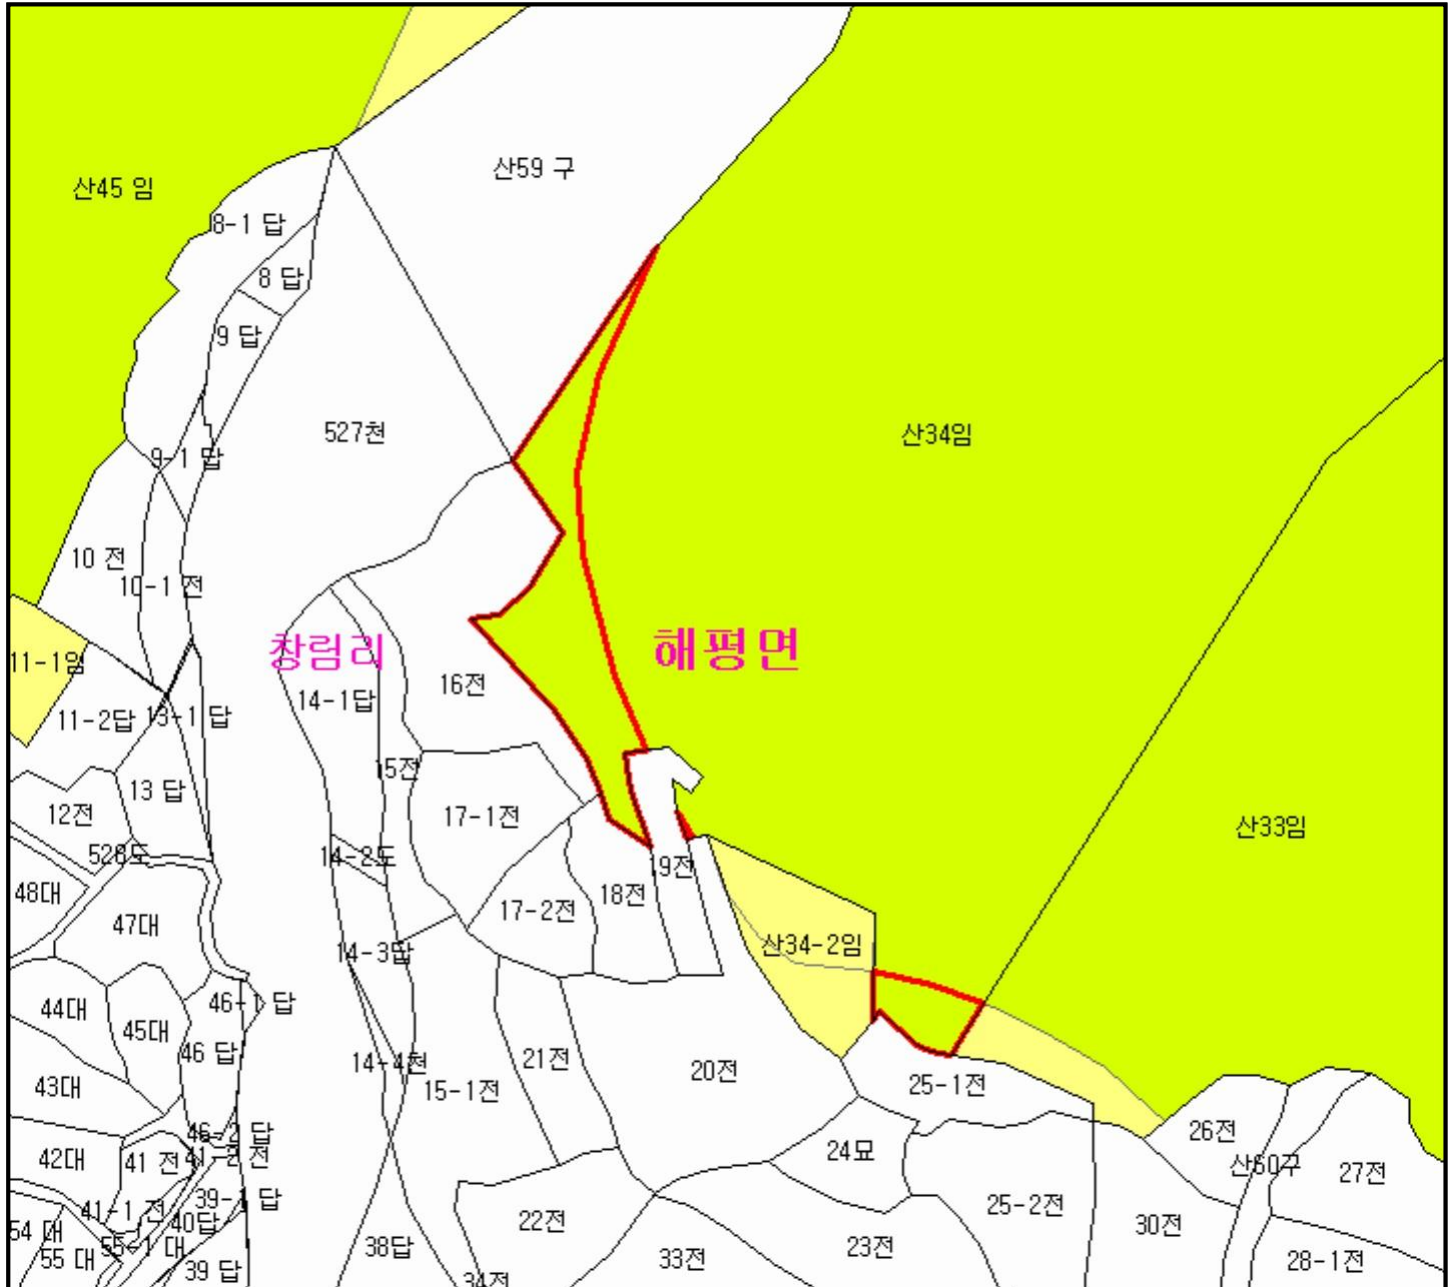 산59 구
산45 임
8-1 답
8 답
9 답
527천
산34임
9-1 답
10 전
10-1 전
창림리
해평면
11-1임
16전
14-1답
11-2답
13-1 답
15전
13 답
12전
17-1전
산33임
528도
14-2도
19전
48대
18전
17-2전
47대
산34-2임
14-3답
46-1 답
44대
45대
46 답
21전
14-4천
20전
43대
15-1전
25-1전
46-2 답
26전
41-2 전
42대
41 전
24묘
산60구
27전
39-1 답
41-1 전
40답
25-2전
22전
30전
54 대
38답
23전
55-1 대
55 대
33전
28-1전
39 답
34전